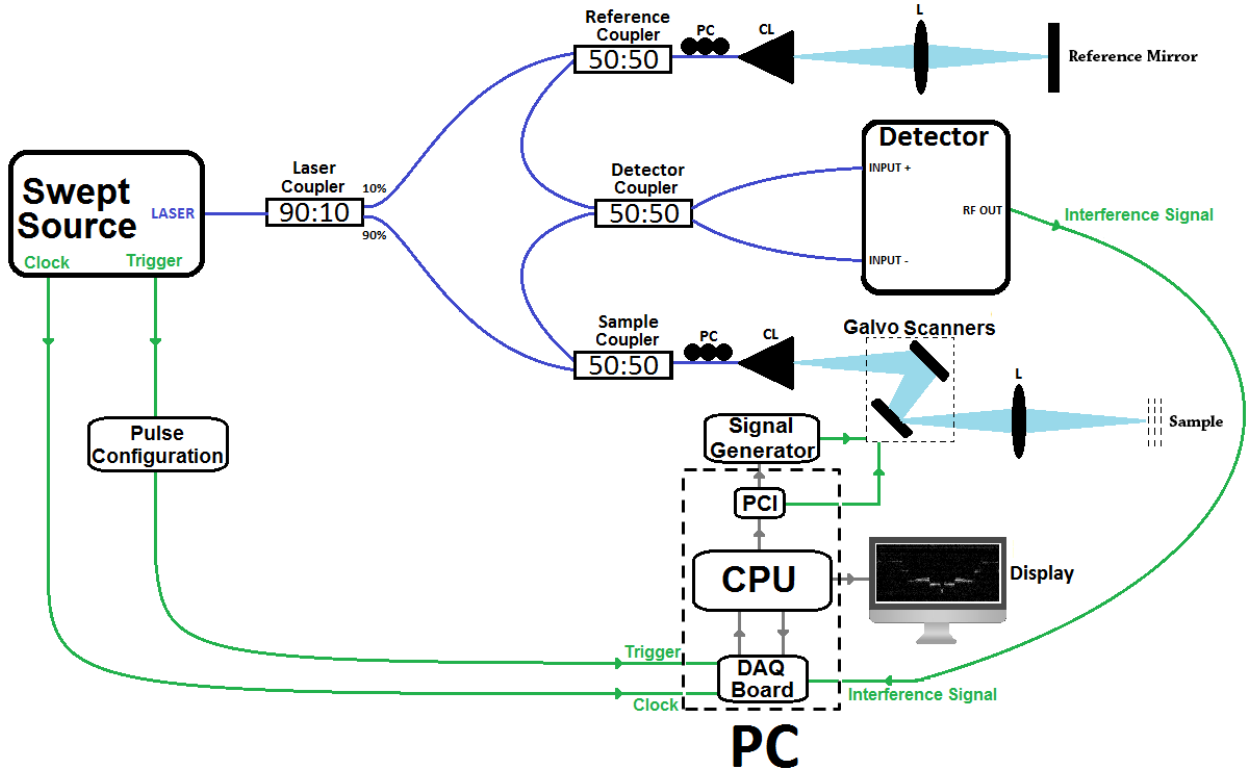 Reference
Coupler
50:50
PC
CL
L
Reference Mirror
Swept
Source
LASER
Clock
Trigger
Laser
Coupler
90:10
10%
90%
Detector
Coupler
50:50
Detector
INPUT +
INPUT -
RF OUT
Interference Signal
Sample
Coupler
50:50
PC
CL
Galvo Scanners
L
Sample
Pulse
Configuration
Signal
Generator
PCI
CPU
Display
Trigger
Clock
DAQ
Board
Interference Signal
PC